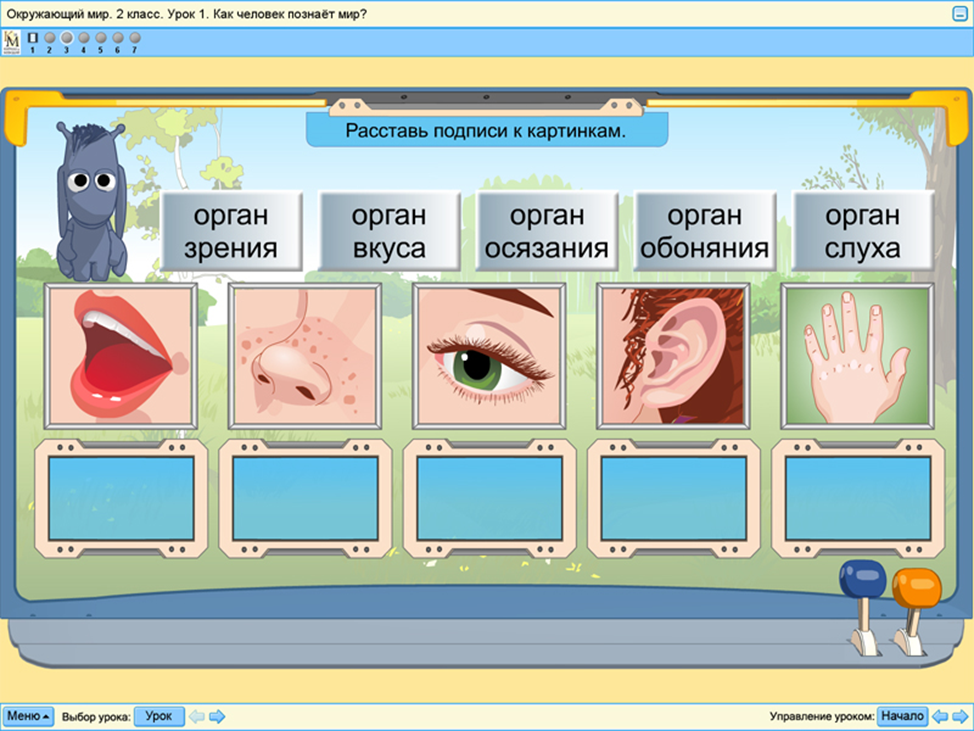 Окружающий мир. 2 класс. Урок 1. Как человек познаёт мир?
КМ
1 2 3 4 5 6 7
Расставь подписи к картинкам.
орган
зрения
орган
вкуса
орган
осязания
орган
обоняния
орган
слуха
Меню Выбор урока: Урок
Управление уроком: Начало